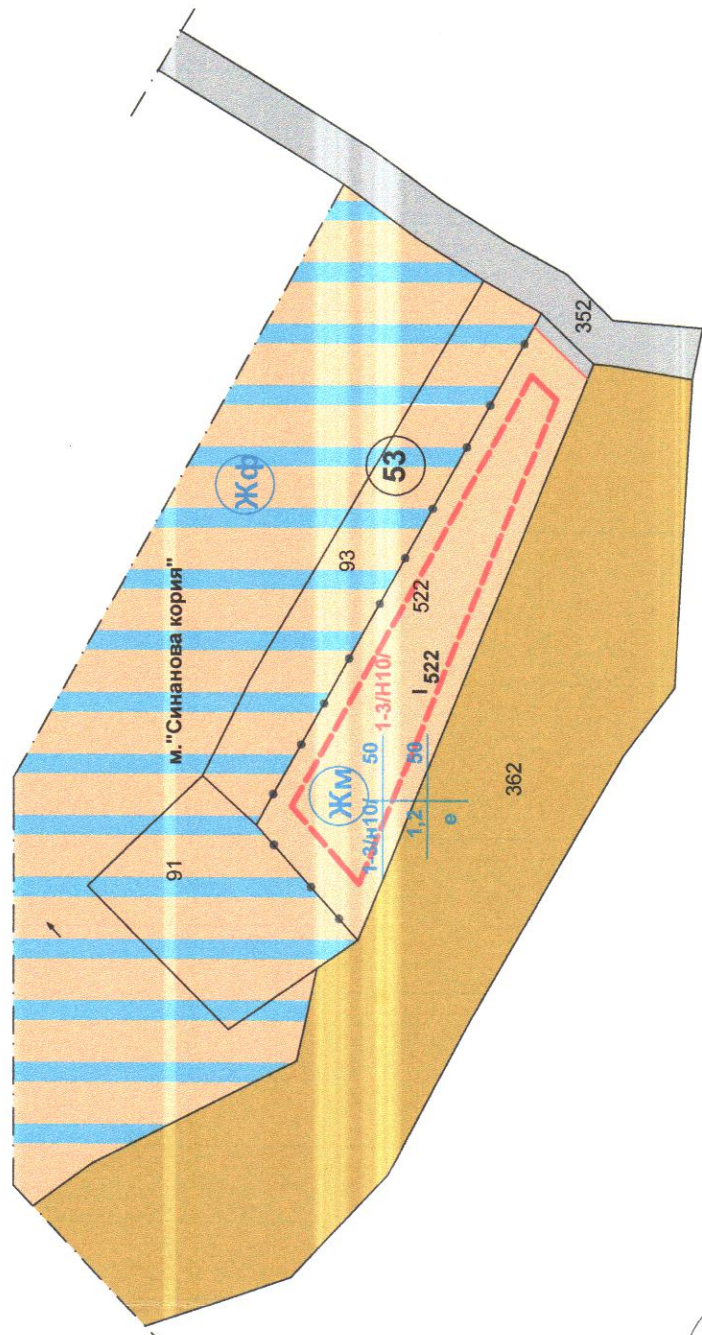 м."Синанова кория"
Жф
91
93
53
522
I 522
1-3/Н10/
Жм
1-3/н10/ 50
1,2 50
е
362
352